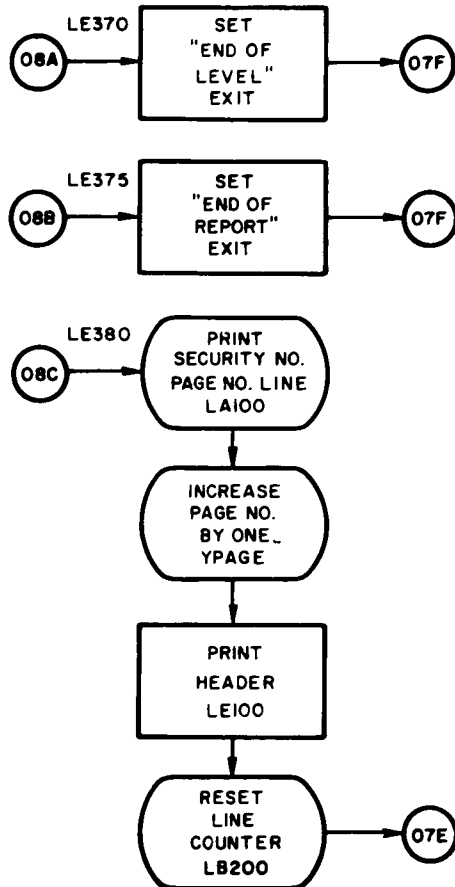 LE370
08A
SET
"END OF
LEVEL"
EXIT
07F
LE375
08B
SET
"END OF
REPORT"
EXIT
07F
LE380
08C
PRINT
SECURITY NO.
PAGE NO. LINE
LA100
INCREASE
PAGE NO.
BY ONE
YPAGE
PRINT
HEADER
LE100
RESET
LINE
COUNTER
LB200
07E